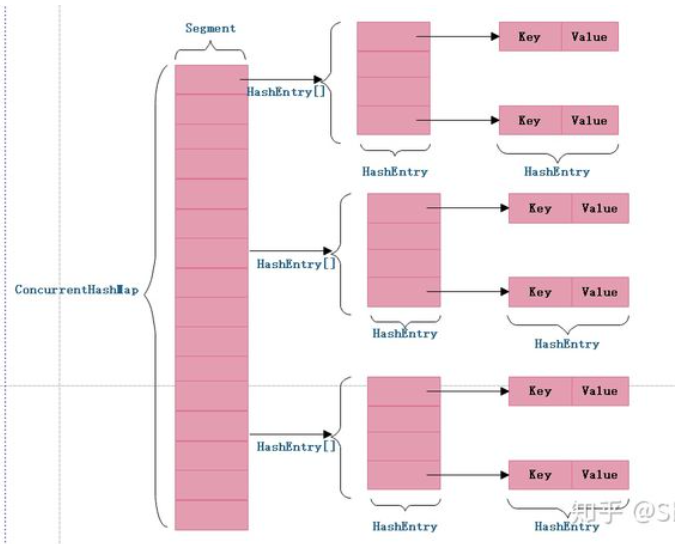 Segment
Key Value
HashEntry[]
Key Value
HashEntry
HashEntry
Key Value
HashEntry[]
ConcurrentHashMap
Key Value
HashEntry
HashEntry
Key Value
HashEntry[]
Key Value
HashEntry
HashEntry
知乎